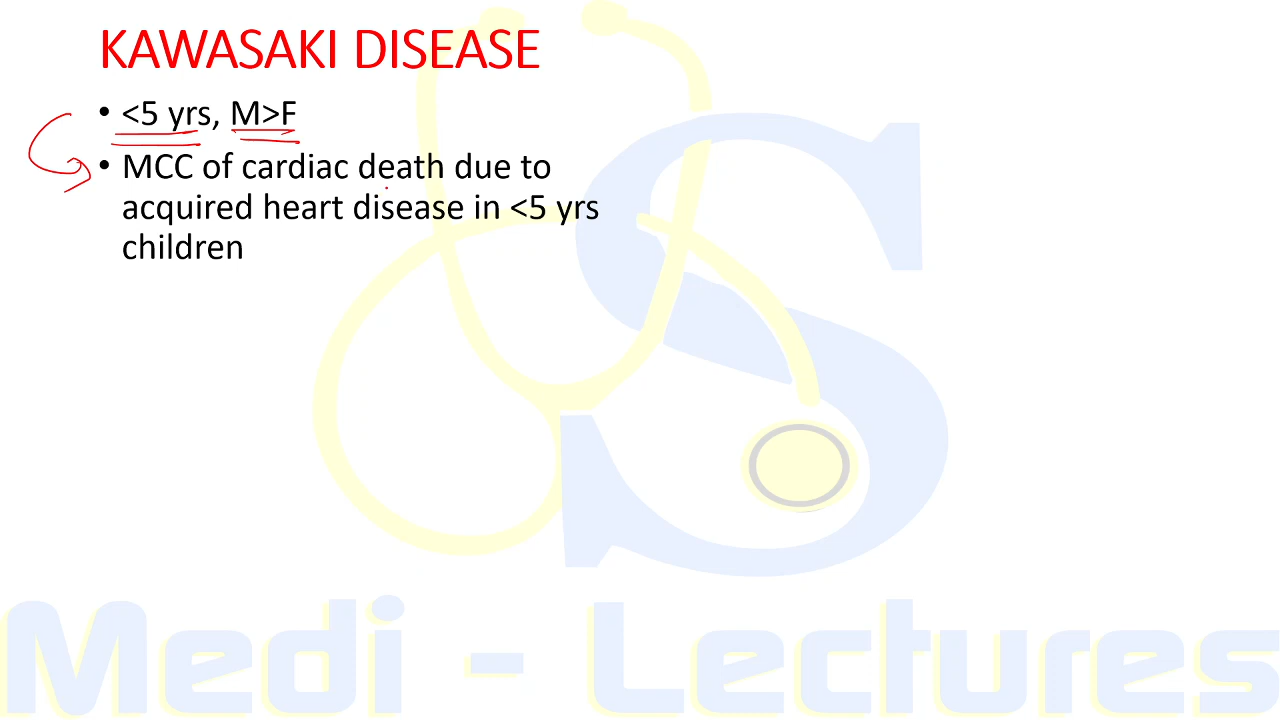 KAWASAKI DISEASE
• <5 yrs, M>F
• MCC of cardiac death due to
acquired heart disease in <5 yrs
children
S
Medi - Lectures